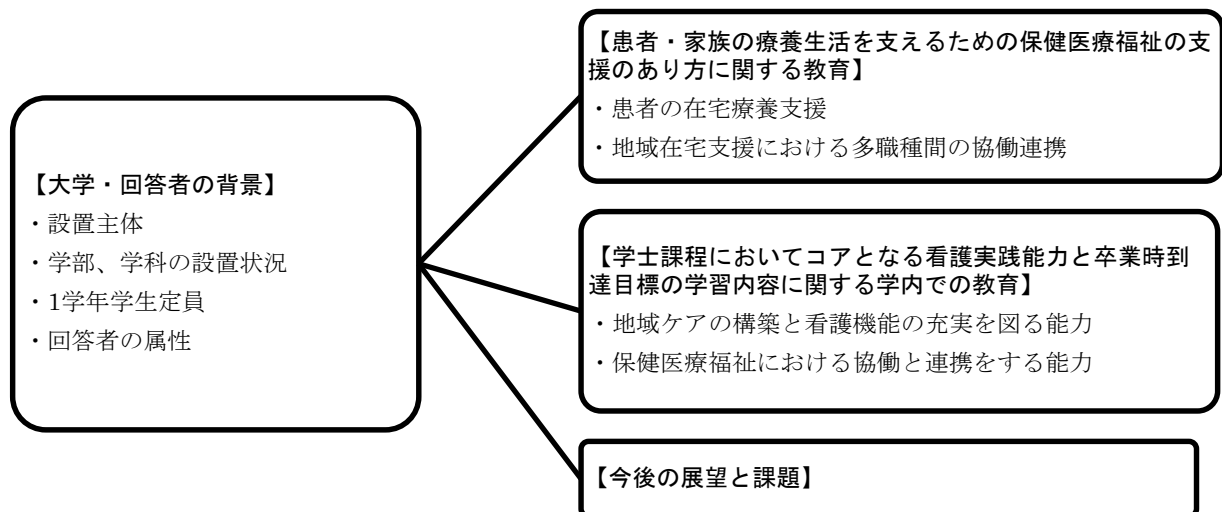 【大学・回答者の背景】
・設置主体
・学部、学科の設置状況
・1学年学生定員
・回答者の属性
【患者・家族の療養生活を支えるための保健医療福祉の支
援のあり方に関する教育】
・患者の在宅療養支援
・地域在宅支援における多職種間の協働連携
【学士課程においてコアとなる看護実践能力と卒業時到
達目標の学習内容に関する学内での教育】
・地域ケアの構築と看護機能の充実を図る能力
・保健医療福祉における協働と連携をする能力
【今後の展望と課題】